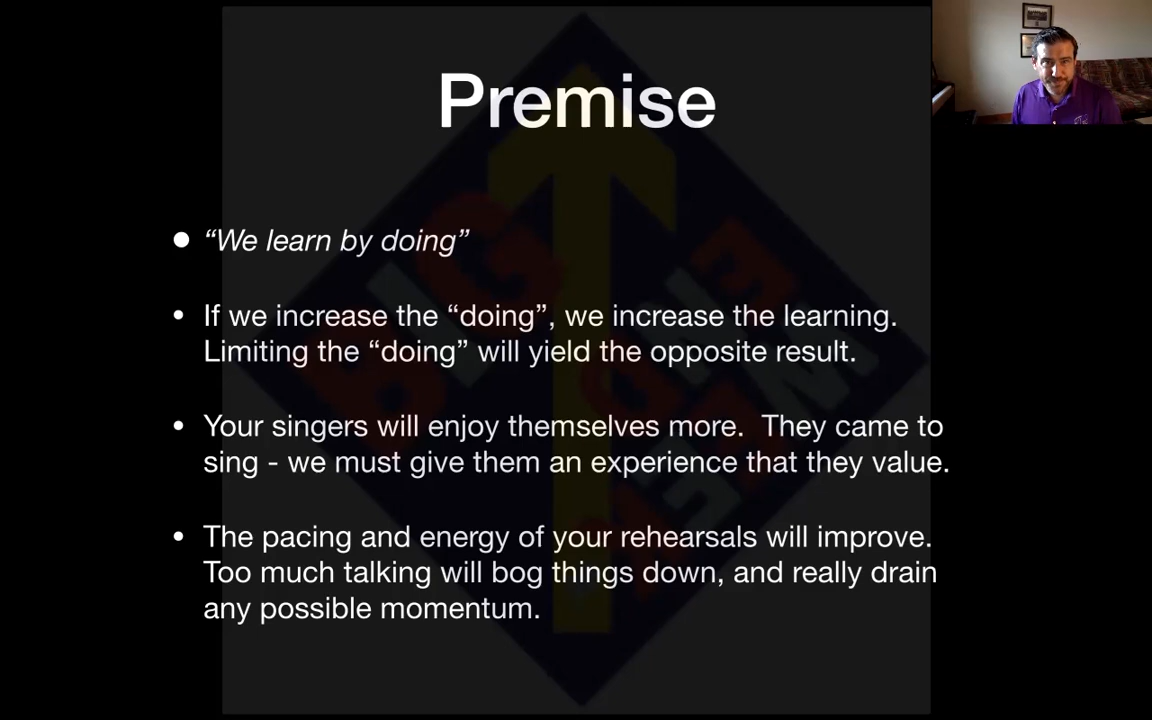 Premise
• “We learn by doing”
• If we increase the “doing”, we increase the learning.
Limiting the “doing” will yield the opposite result.
• Your singers will enjoy themselves more.  They came to
sing - we must give them an experience that they value.
• The pacing and energy of your rehearsals will improve.
Too much talking will bog things down, and really drain
any possible momentum.